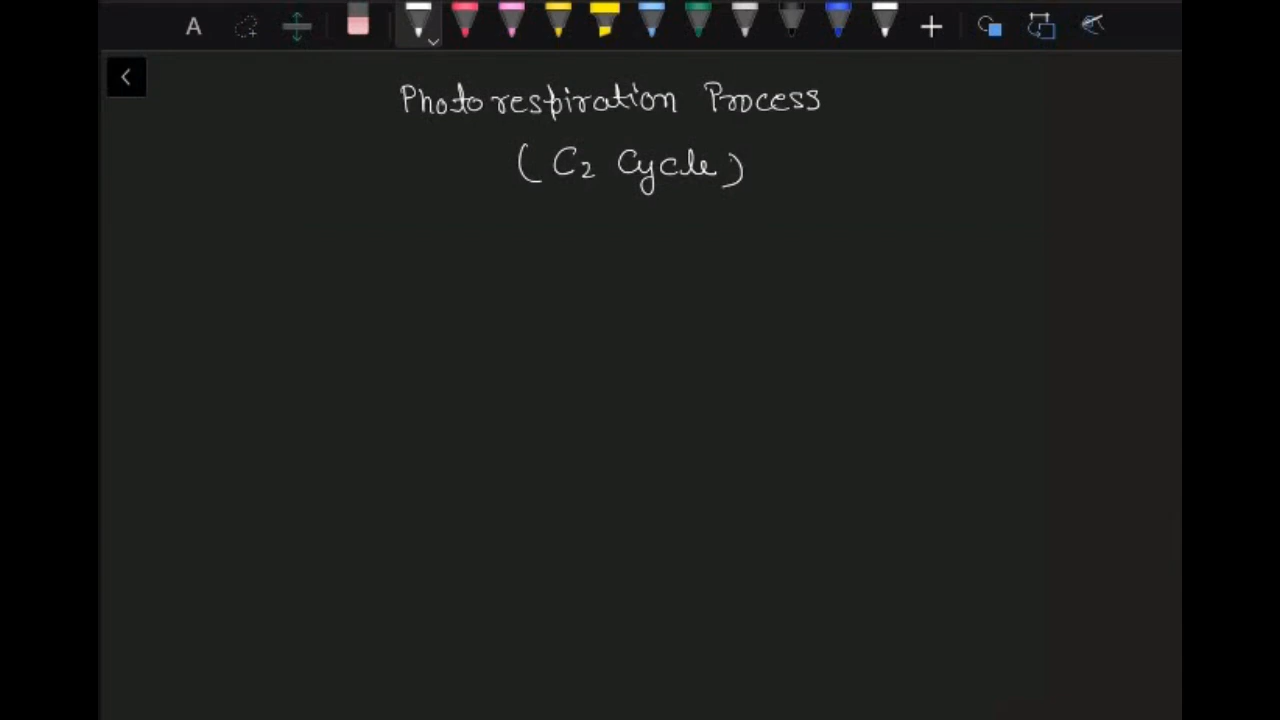 A
Photorespiration Process
(C₂ Cycle)